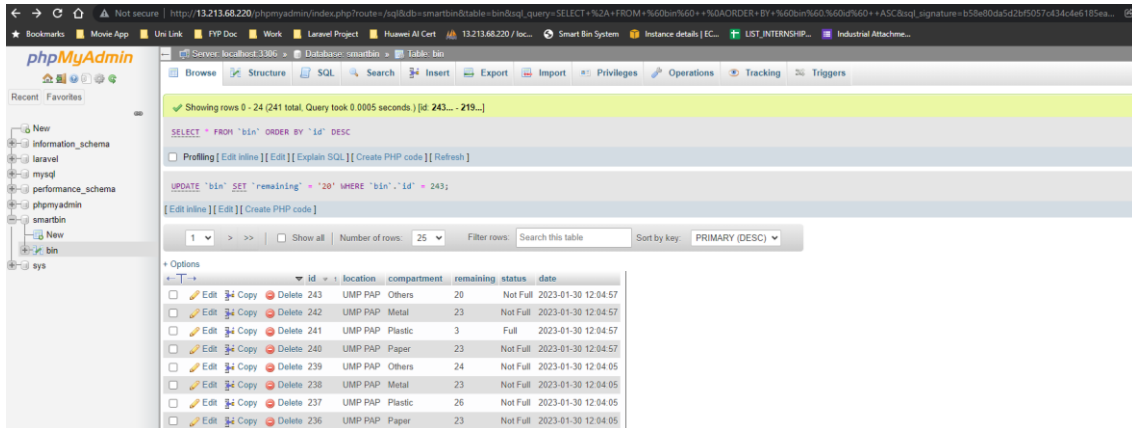 Not secure | http://13.213.68.220/phpmyadmin/index.php?route=/sql&db=smartbin&table=bin&sql_query=SELECT+%2A+FROM+%60bin%60++%0AORDER+BY+%60bin%60.%60id%60++ASC&sql_signature=b58e80da5d2bf5057c434c4e6185ea...
Bookmarks Movie App Uni Link FYP Doc Work Laravel Project Huawei AI Cert 13.213.68.220 / loc... Smart Bin System Instance details | EC... LIST_INTERNSHIP... Industrial Attachme...
phpMyAdmin
Recent Favorites
New
information_schema
laravel
mysql
performance_schema
phpmyadmin
smartbin
New
bin
sys
Server: localhost:3306 » Database: smartbin » Table: bin
Browse Structure SQL Search Insert Export Import Privileges Operations Tracking Triggers
Showing rows 0 - 24 (241 total, Query took 0.0005 seconds.) [id: 243... - 219...]
SELECT * FROM `bin` ORDER BY `id` DESC
Profiling [ Edit inline ] [ Edit ] [ Explain SQL ] [ Create PHP code ] [ Refresh ]
UPDATE `bin` SET `remaining` = '20' WHERE `bin`.`id` = 243;
[ Edit inline ] [ Edit ] [ Create PHP code ]
1 > >> | Show all | Number of rows: 25 Filter rows: Search this table Sort by key: PRIMARY (DESC)
+ Options
←T→ id 1 location compartment remaining status date
Edit Copy Delete 243 UMP PAP Others 20 Not Full 2023-01-30 12:04:57
Edit Copy Delete 242 UMP PAP Metal 23 Not Full 2023-01-30 12:04:57
Edit Copy Delete 241 UMP PAP Plastic 3 Full 2023-01-30 12:04:57
Edit Copy Delete 240 UMP PAP Paper 23 Not Full 2023-01-30 12:04:57
Edit Copy Delete 239 UMP PAP Others 24 Not Full 2023-01-30 12:04:05
Edit Copy Delete 238 UMP PAP Metal 23 Not Full 2023-01-30 12:04:05
Edit Copy Delete 237 UMP PAP Plastic 26 Not Full 2023-01-30 12:04:05
Edit Copy Delete 236 UMP PAP Paper 23 Not Full 2023-01-30 12:04:05